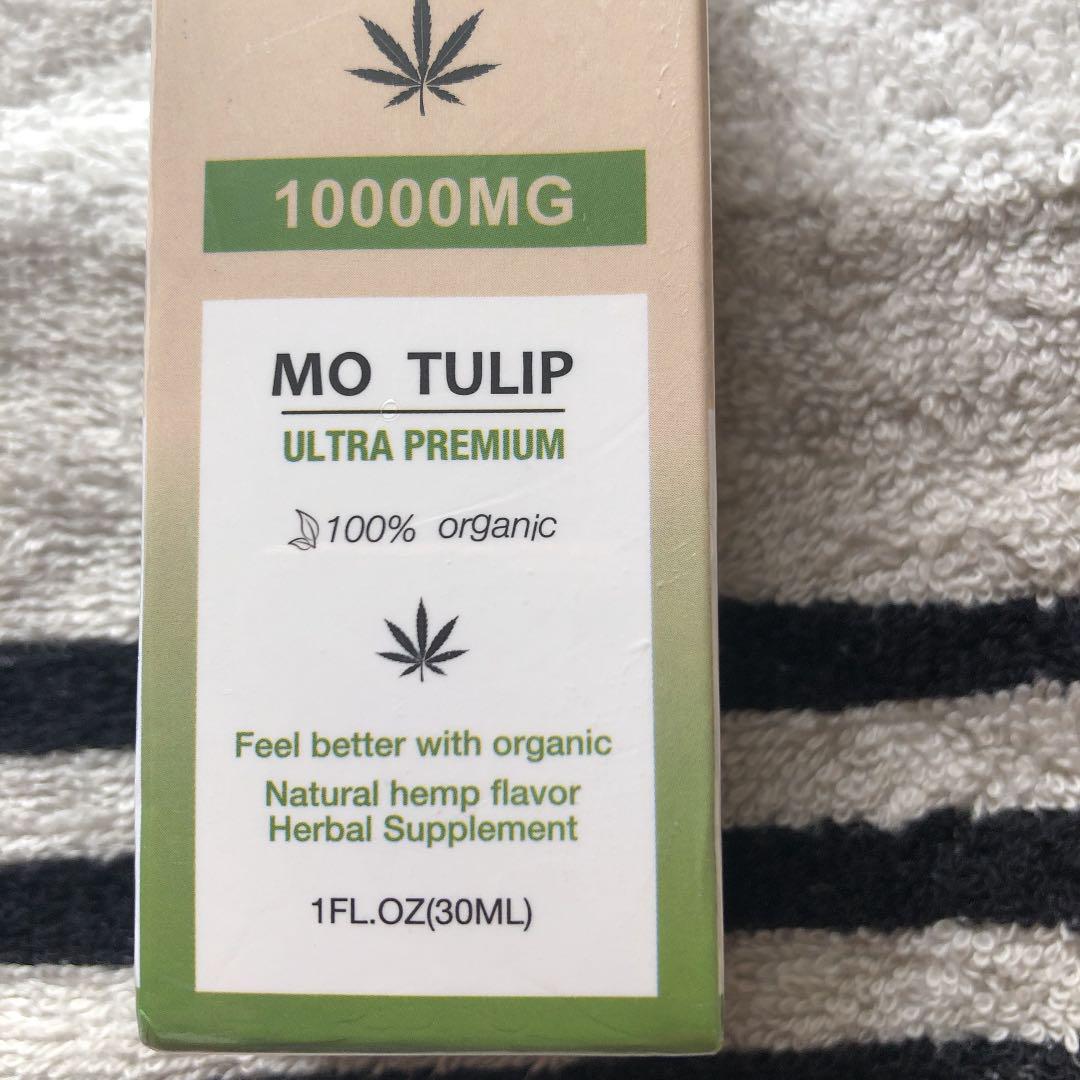 10000MG
MO TULIP
ULTRA PREMIUM
100% organic
Feel better with organic
Natural hemp flavor
Herbal Supplement
1FL.OZ(30ML)